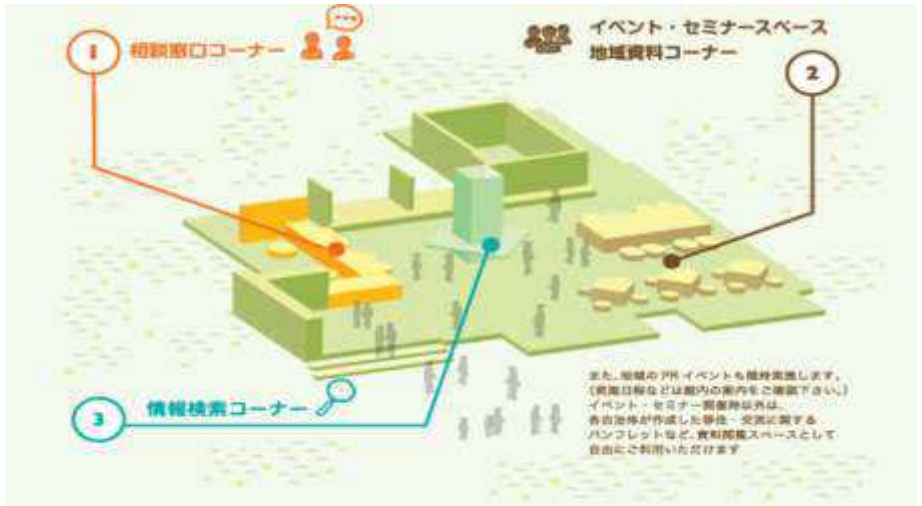 1
相談窓口コーナー
イベント・セミナースペース
地域資料コーナー
2
3
情報検索コーナー
また、地域のPRイベントも随時実施します。
(実施日程などは館内の案内をご確認下さい。)
イベント・セミナー開催時以外は、
各自治体が作成した移住・交流に関する
パンフレットなど、資料閲覧スペースとして
自由にご利用いただけます